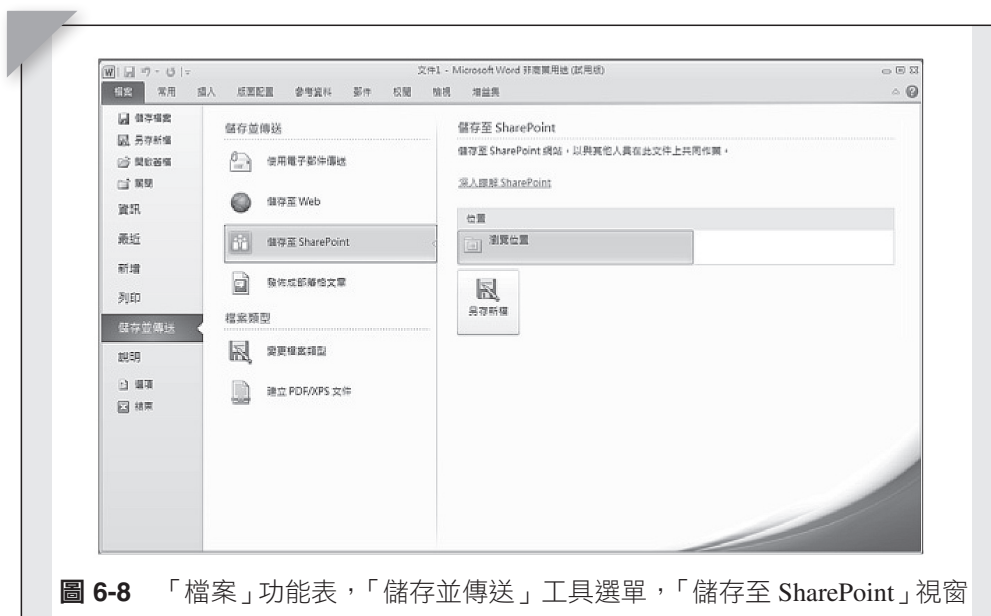 文件1 - Microsoft Word 非商業用途 (試用版)
檔案 常用 插入 版面配置 參考資料 郵件 校閱 檢視 增益集
儲存檔案
另存新檔
開啟舊檔
關閉
資訊
最近
新增
列印
儲存並傳送
說明
選項
結束
儲存並傳送
使用電子郵件傳送
儲存至 Web
儲存至 SharePoint
發佈成部落格文章
檔案類型
變更檔案類型
建立 PDF/XPS 文件
儲存至 SharePoint
儲存至 SharePoint 網站，以與其他人員在此文件上共同作業。
深入瞭解 SharePoint
位置
瀏覽位置
另存新檔
圖 6-8 「檔案」功能表，「儲存並傳送」工具選單，「儲存至 SharePoint」視窗